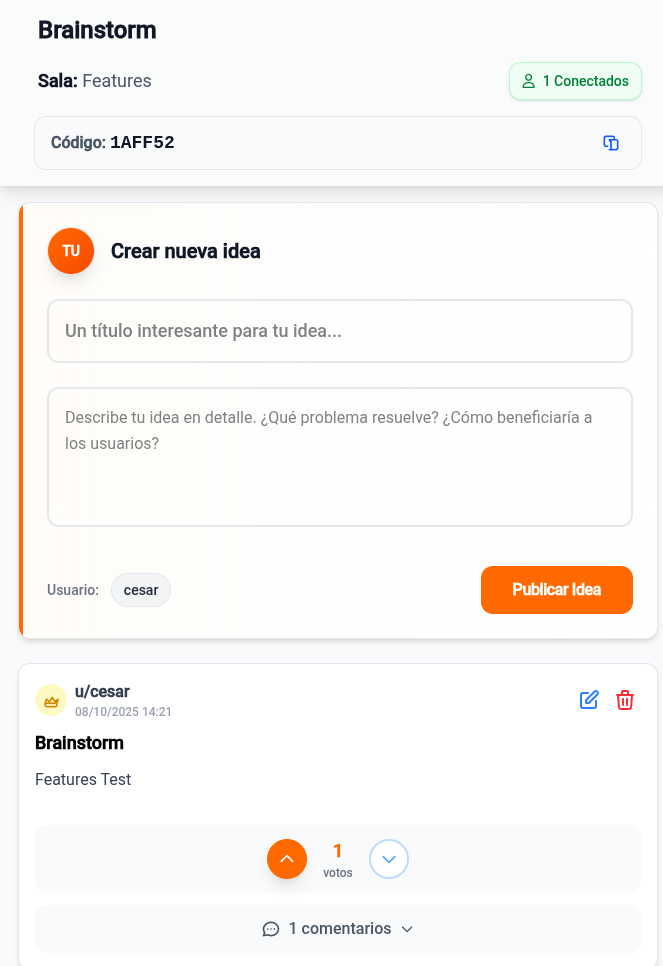 Brainstorm
Sala: Features
1 Conectados
Código: 1AFF52
TU
Crear nueva idea
Un título interesante para tu idea...
Describe tu idea en detalle. ¿Qué problema resuelve? ¿Cómo beneficiaría a
los usuarios?
Usuario: cesar
Publicar Idea
u/cesar
08/10/2025 14:21
Brainstorm
Features Test
1
votos
1 comentarios